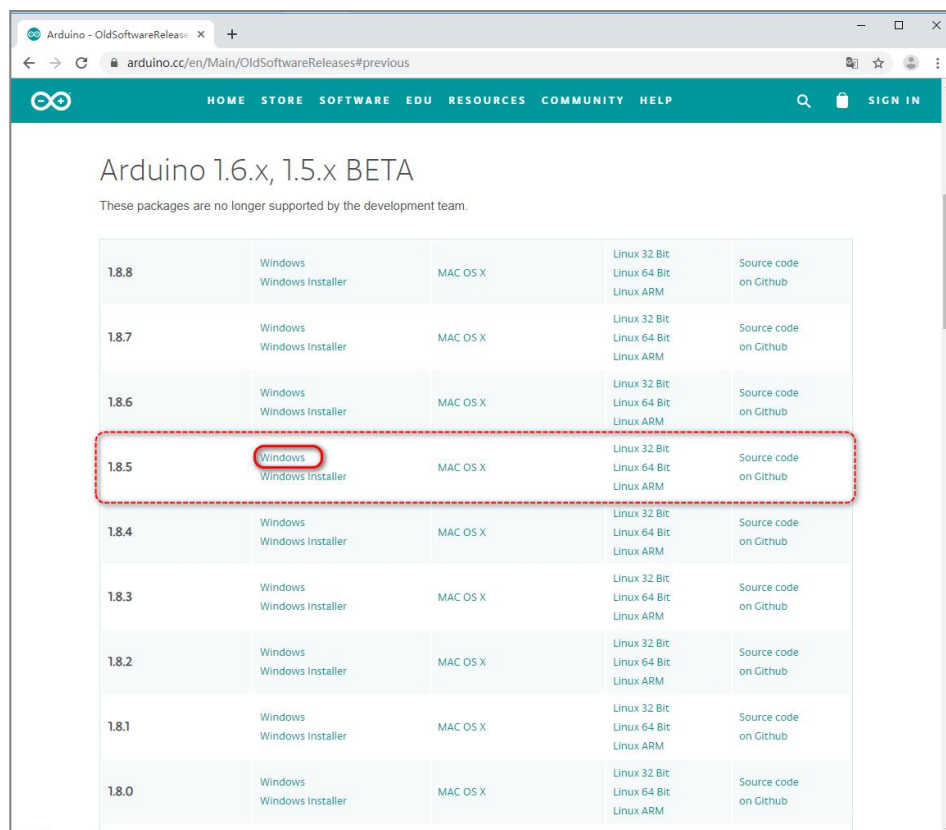 Arduino - OldSoftwareRelease
arduino.cc/en/Main/OldSoftwareReleases#previous
HOME STORE SOFTWARE EDU RESOURCES COMMUNITY HELP SIGN IN
Arduino 1.6.x, 1.5.x BETA
These packages are no longer supported by the development team.
1.8.8
Windows
Windows Installer
MAC OS X
Linux 32 Bit
Linux 64 Bit
Linux ARM
Source code
on Github
1.8.7
Windows
Windows Installer
MAC OS X
Linux 32 Bit
Linux 64 Bit
Linux ARM
Source code
on Github
1.8.6
Windows
Windows Installer
MAC OS X
Linux 32 Bit
Linux 64 Bit
Linux ARM
Source code
on Github
1.8.5
Windows
Windows Installer
MAC OS X
Linux 32 Bit
Linux 64 Bit
Linux ARM
Source code
on Github
1.8.4
Windows
Windows Installer
MAC OS X
Linux 32 Bit
Linux 64 Bit
Linux ARM
Source code
on Github
1.8.3
Windows
Windows Installer
MAC OS X
Linux 32 Bit
Linux 64 Bit
Linux ARM
Source code
on Github
1.8.2
Windows
Windows Installer
MAC OS X
Linux 32 Bit
Linux 64 Bit
Linux ARM
Source code
on Github
1.8.1
Windows
Windows Installer
MAC OS X
Linux 32 Bit
Linux 64 Bit
Linux ARM
Source code
on Github
1.8.0
Windows
Windows Installer
MAC OS X
Linux 32 Bit
Linux 64 Bit
Linux ARM
Source code
on Github